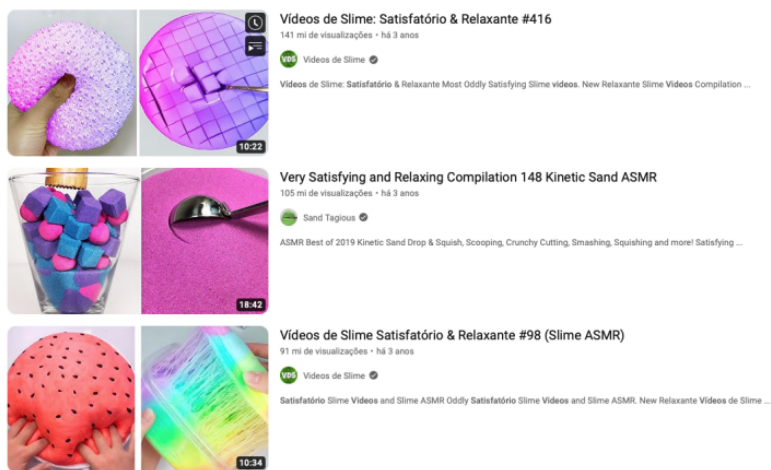 Vídeos de Slime: Satisfatório & Relaxante #416
141 mi de visualizações • há 3 anos
VDS Videos de Slime
Vídeos de Slime: Satisfatório & Relaxante Most Oddly Satisfying Slime videos. New Relaxante Slime Videos Compilation ...
10:22
Very Satisfying and Relaxing Compilation 148 Kinetic Sand ASMR
105 mi de visualizações • há 3 anos
Sand Tagious
ASMR Best of 2019 Kinetic Sand Drop & Squish, Scooping, Crunchy Cutting, Smashing, Squishing and more! Satisfying ...
18:42
Vídeos de Slime Satisfatório & Relaxante #98 (Slime ASMR)
91 mi de visualizações • há 3 anos
VDS Videos de Slime
Satisfatório Slime Videos and Slime ASMR Oddly Satisfatório Slime Videos and Slime ASMR. New Relaxante Vídeos de Slime ...
10:34